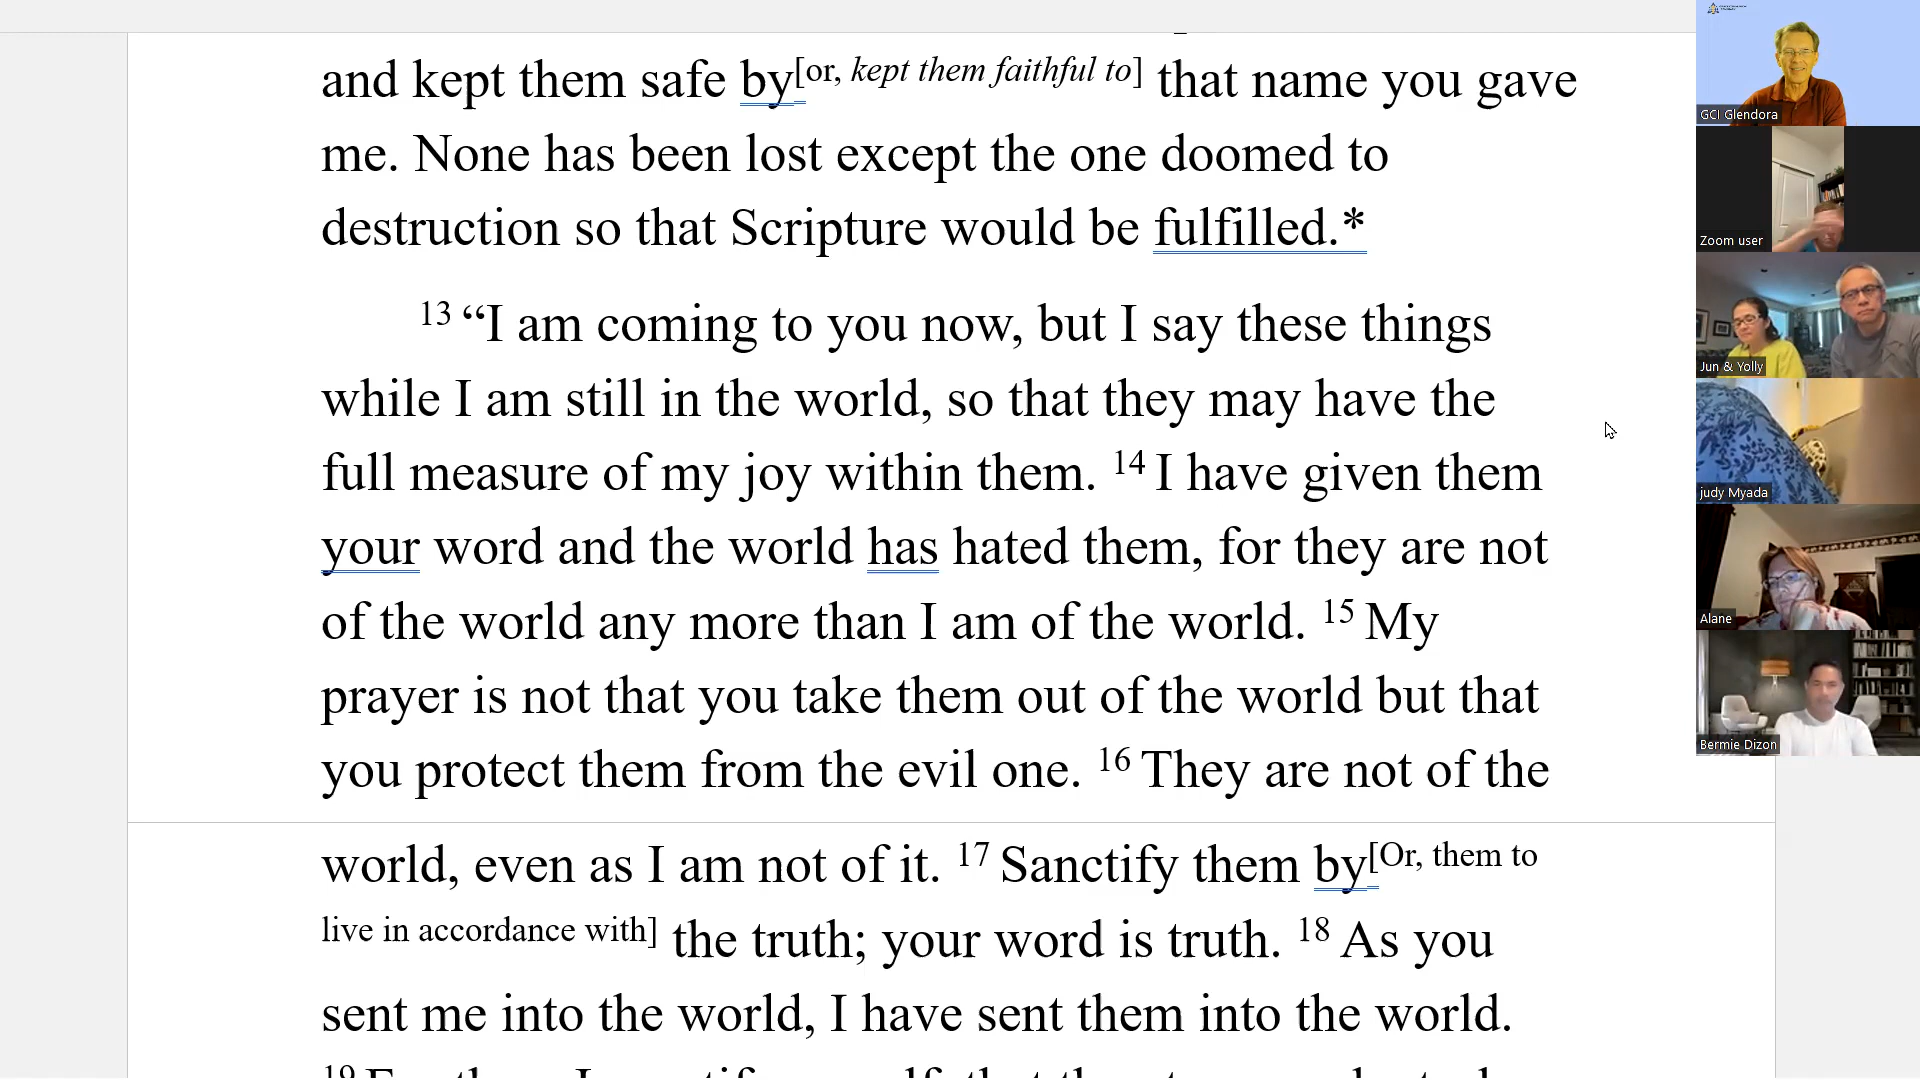 and kept them safe by[or, kept them faithful to] that name you gave
me. None has been lost except the one doomed to
destruction so that Scripture would be fulfilled.*
13 “I am coming to you now, but I say these things
while I am still in the world, so that they may have the
full measure of my joy within them. 14 I have given them
your word and the world has hated them, for they are not
of the world any more than I am of the world. 15 My
prayer is not that you take them out of the world but that
you protect them from the evil one. 16 They are not of the
world, even as I am not of it. 17 Sanctify them by[Or, them to
live in accordance with] the truth; your word is truth. 18 As you
sent me into the world, I have sent them into the world.
GCI Glendora
Zoom user
Jun & Yolly
judy Myada
Alane
Bermie Dizon